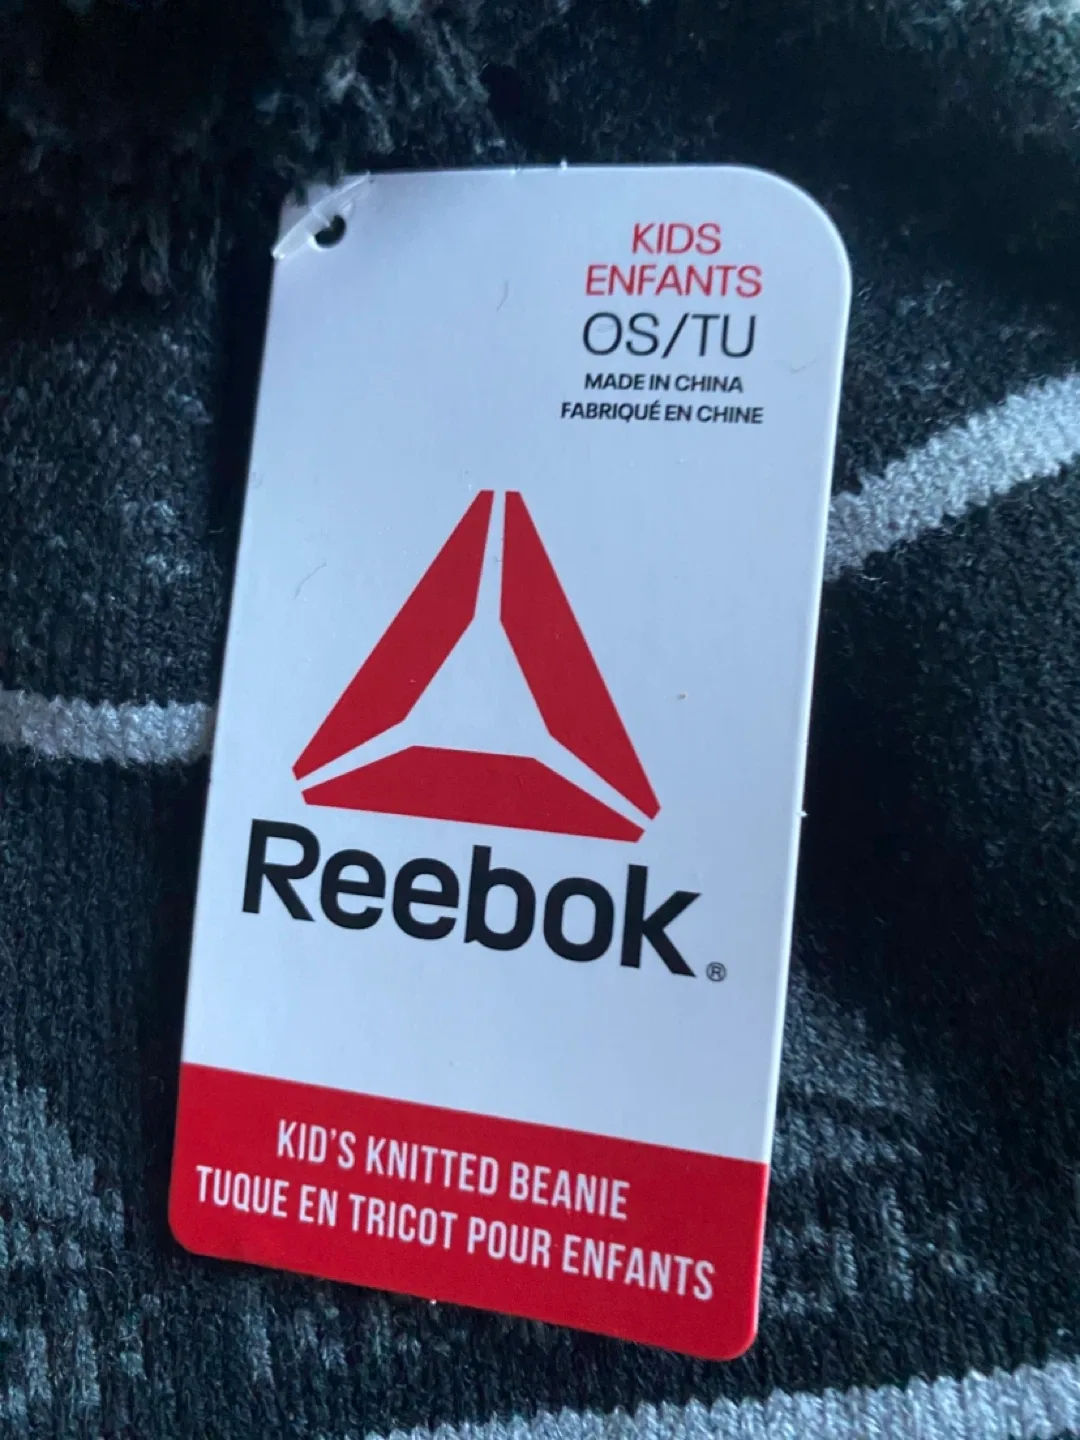 KIDS
ENFANTS
OS/TU
MADE IN CHINA
FABRIQUÉ EN CHINE
Reebok®
KID'S KNITTED BEANIE
TUQUE EN TRICOT POUR ENFANTS